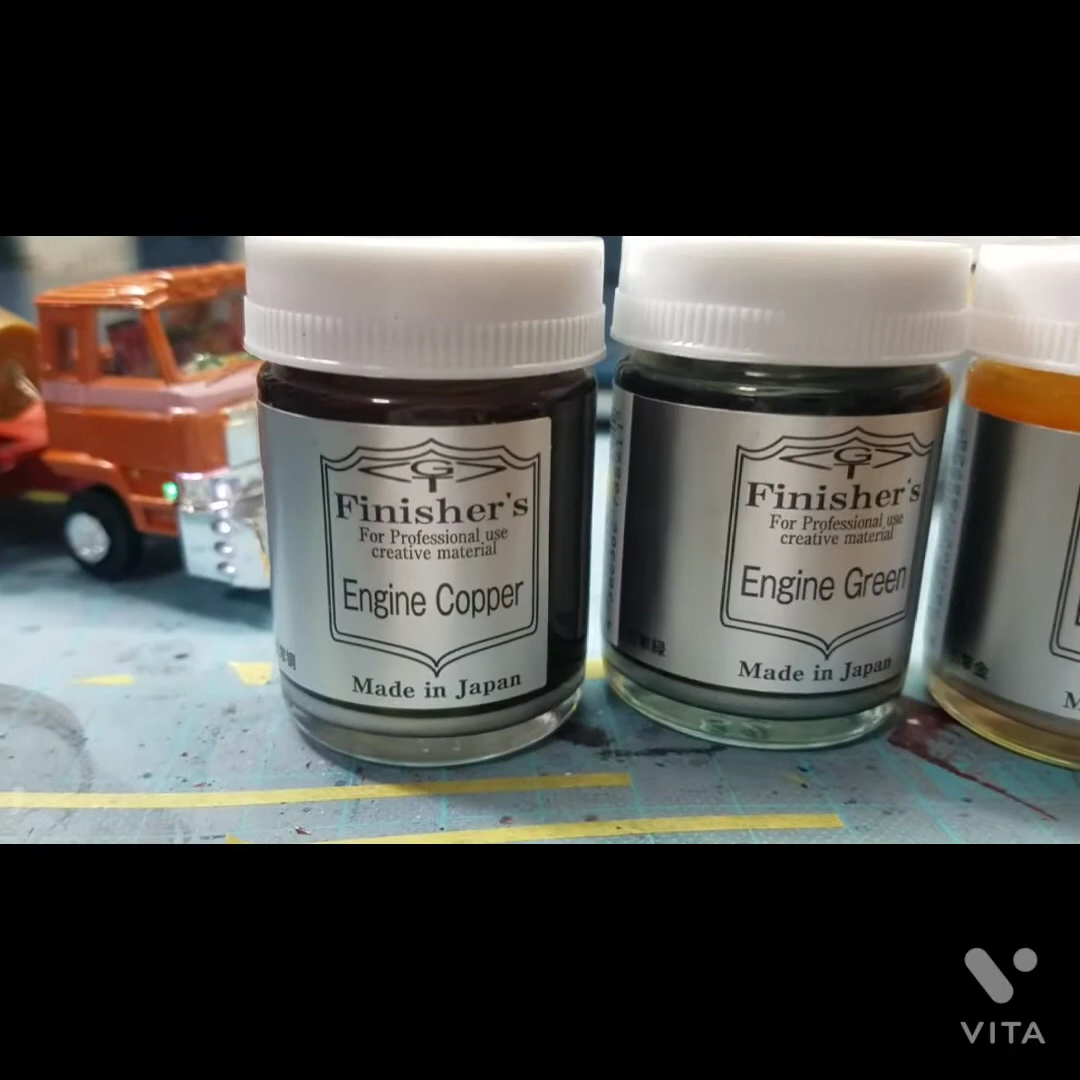 GT
Finisher's
For Professional use
creative material
Engine Copper
Made in Japan
GT
Finisher's
For Professional use
creative material
Engine Green
Made in Japan
VITA